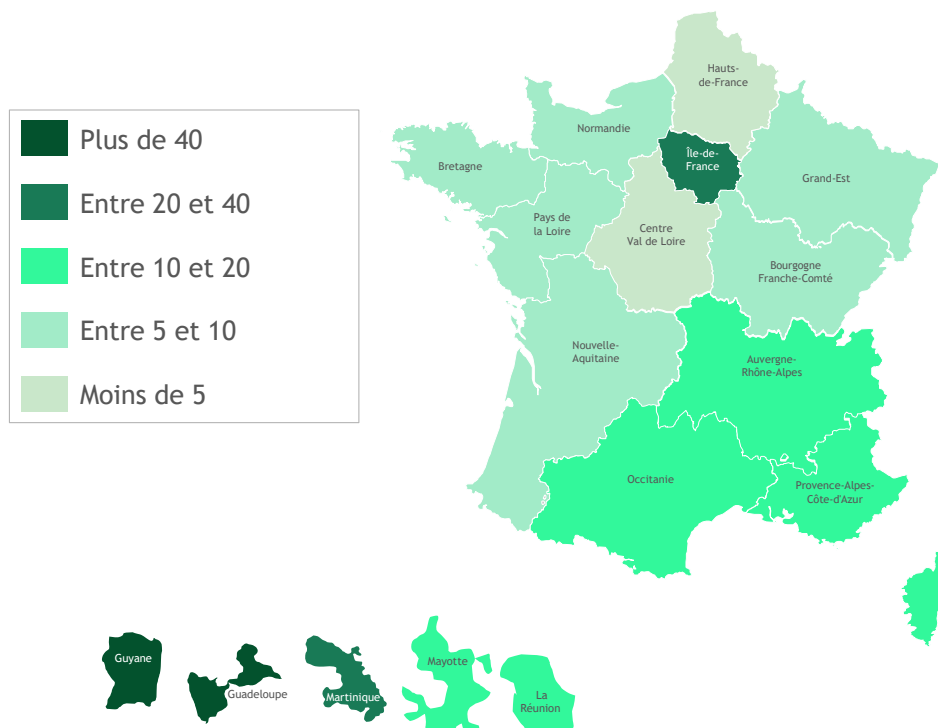 Plus de 40
Entre 20 et 40
Entre 10 et 20
Entre 5 et 10
Moins de 5
Hauts-
de-France
Normandie
Île-de-
France
Bretagne
Grand-Est
Pays de
la Loire
Centre
Val de Loire
Bourgogne
Franche-Comté
Nouvelle-
Aquitaine
Auvergne-
Rhône-Alpes
Occitanie
Provence-Alpes-
Côte-d'Azur
Guyane
Guadeloupe
Martinique
Mayotte
La
Réunion